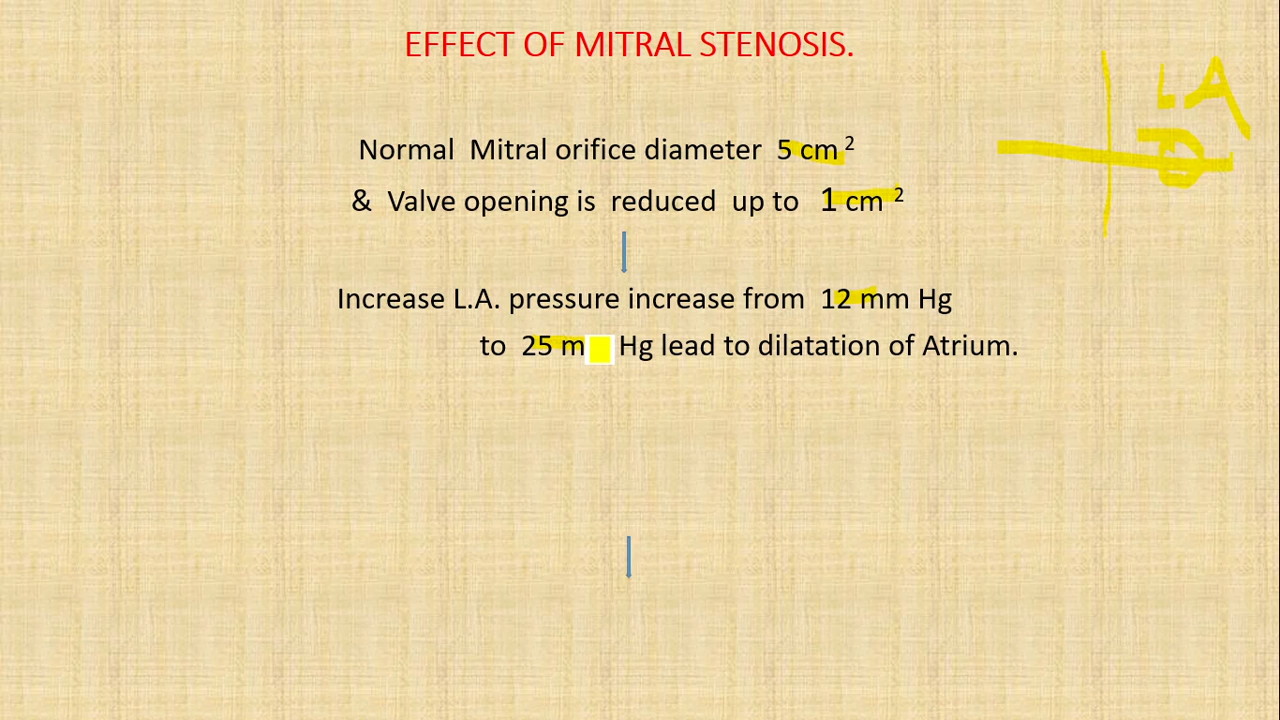 EFFECT OF MITRAL STENOSIS.
LA
Normal Mitral orifice diameter 5 cm 2
& Valve opening is reduced up to 1 cm 2
Increase L.A. pressure increase from 12 mm Hg
to 25 m Hg lead to dilatation of Atrium.